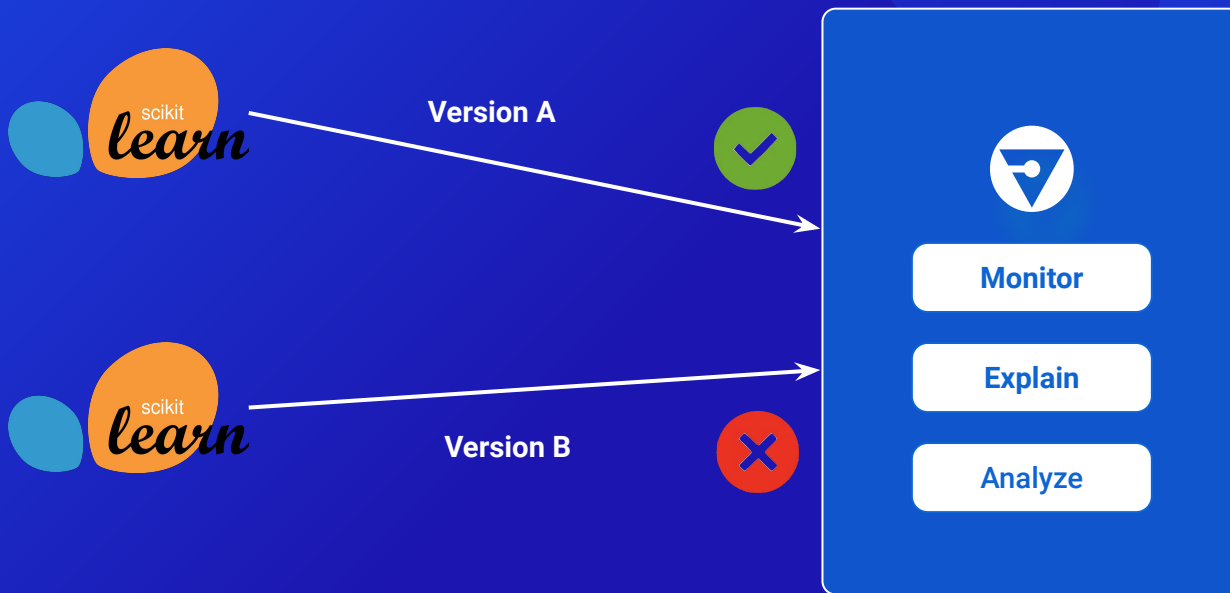 scikit
learn
Version A
Monitor
Explain
scikit
learn
Version B
Analyze